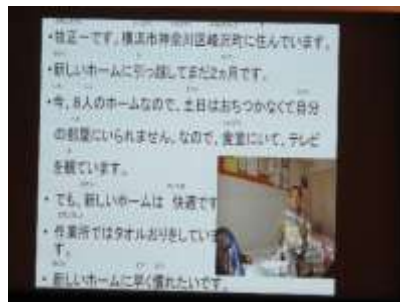 ・ 正一です。横浜市神奈川区 沢町に住んでいます。
・新しいホームに引っ越してまだ2ヵ月です。
・今、8人のホームなので、土日はおちつかなくて自分
の部屋にいられません。なので、食堂にいて、テレビ
を観ています。
・でも、新しいホームは 快適です
・作業所ではタオルおりをしていま
す。
・新しいホームに早く慣れたいです。